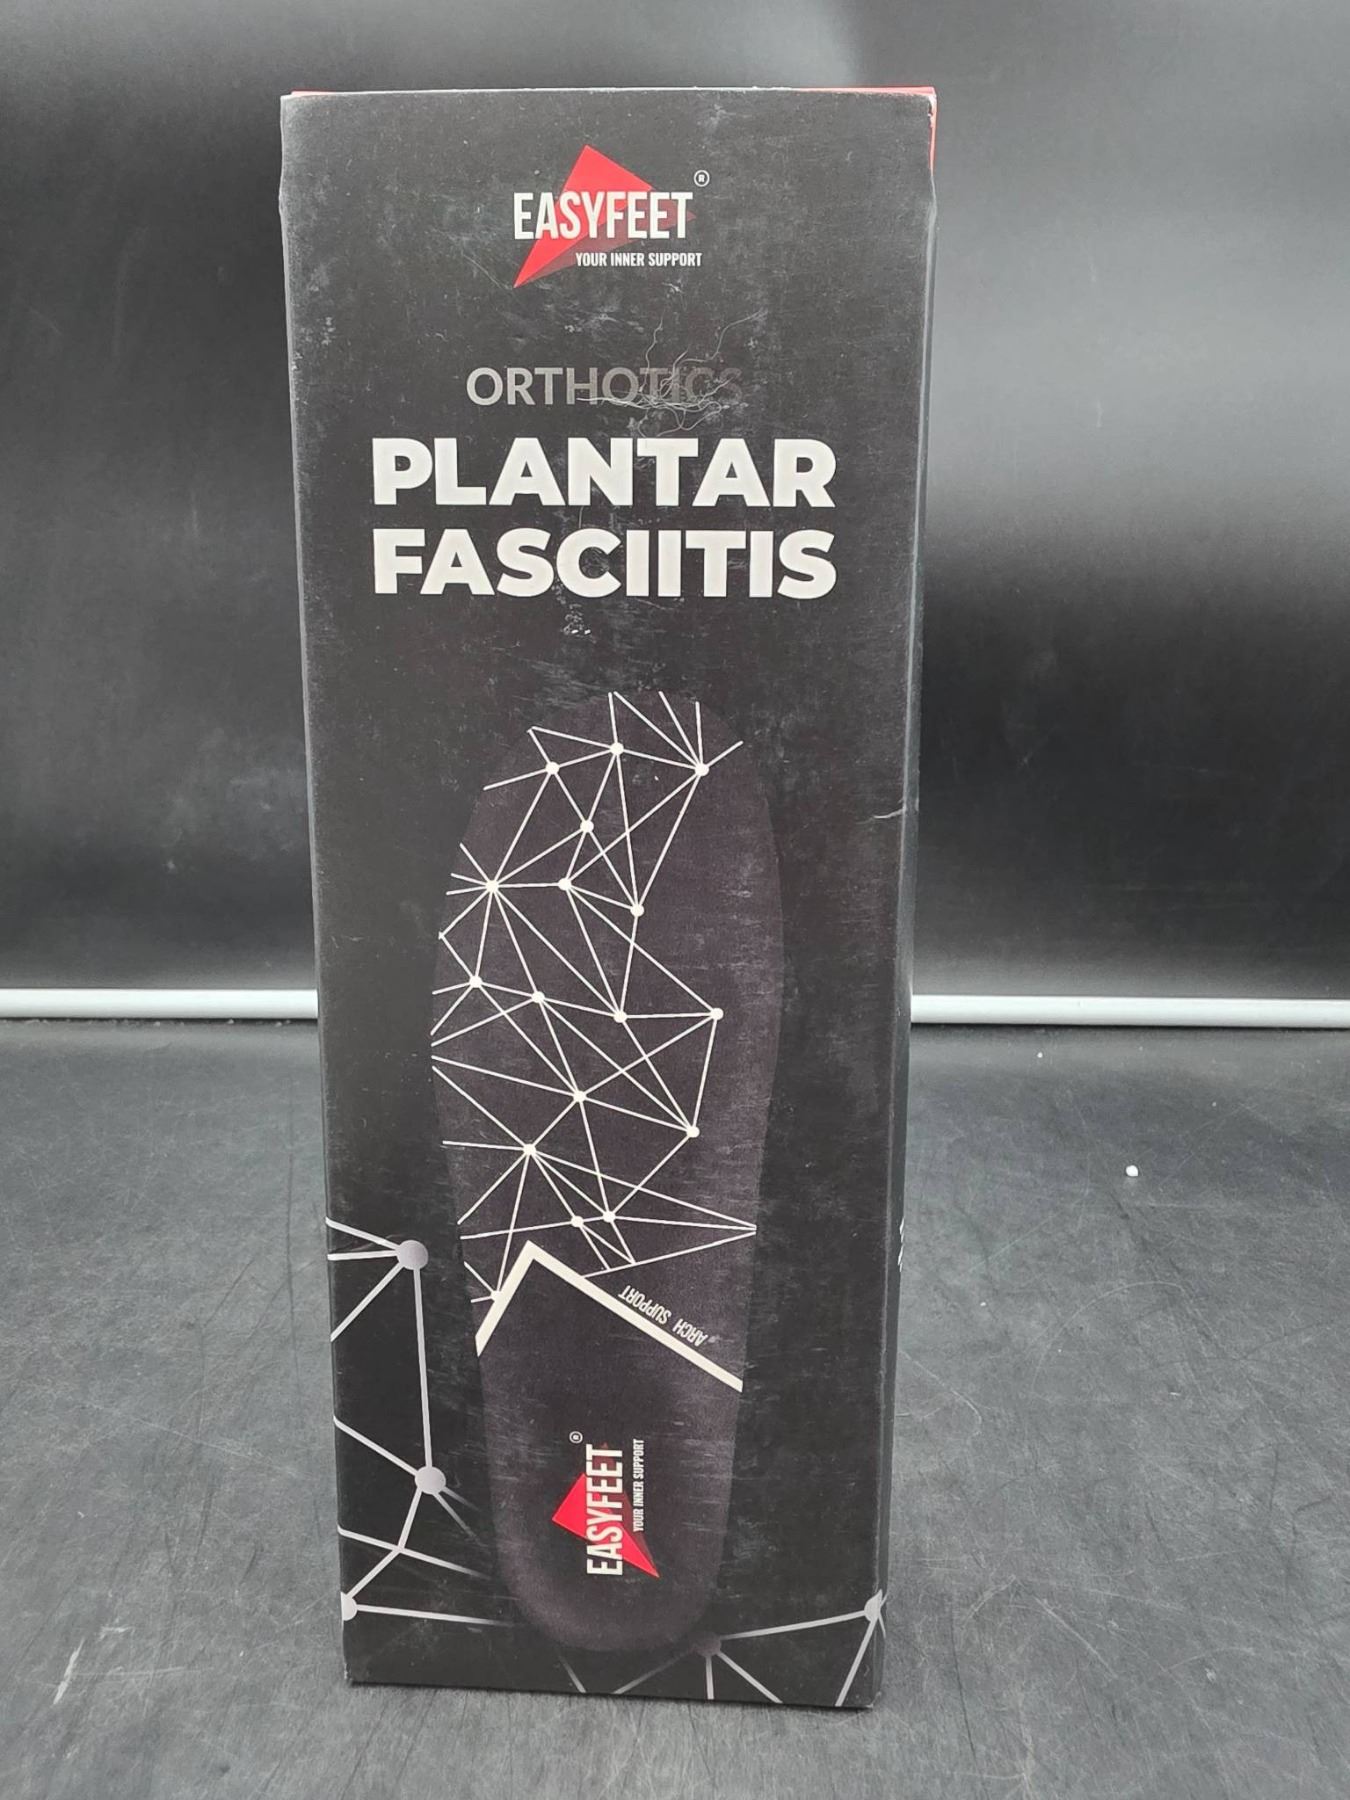 EASYFEET®
YOUR INNER SUPPORT
ORTHOTICS
PLANTAR
FASCIITIS
ARCH SUPPORT
EASYFEET®
YOUR INNER SUPPORT